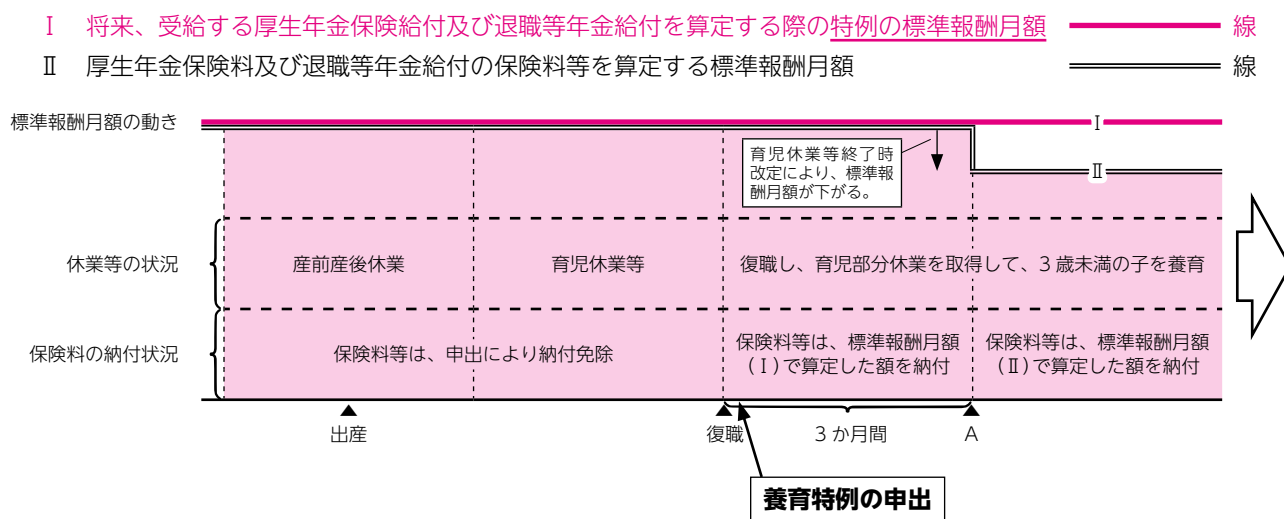 Ⅰ 将来、受給する厚生年金保険給付及び退職等年金給付を算定する際の特例の標準報酬月額 線
Ⅱ 厚生年金保険料及び退職等年金給付の保険料等を算定する標準報酬月額 線
標準報酬月額の動き
Ⅰ
育児休業等終了時
改定により、標準報
酬月額が下がる。
Ⅱ
休業等の状況
産前産後休業
育児休業等
復職し、育児部分休業を取得して、3歳未満の子を養育
保険料の納付状況
保険料等は、申出により納付免除
保険料等は、標準報酬月額
(Ⅰ)で算定した額を納付
保険料等は、標準報酬月額
(Ⅱ)で算定した額を納付
出産
復職
3か月間
A
養育特例の申出